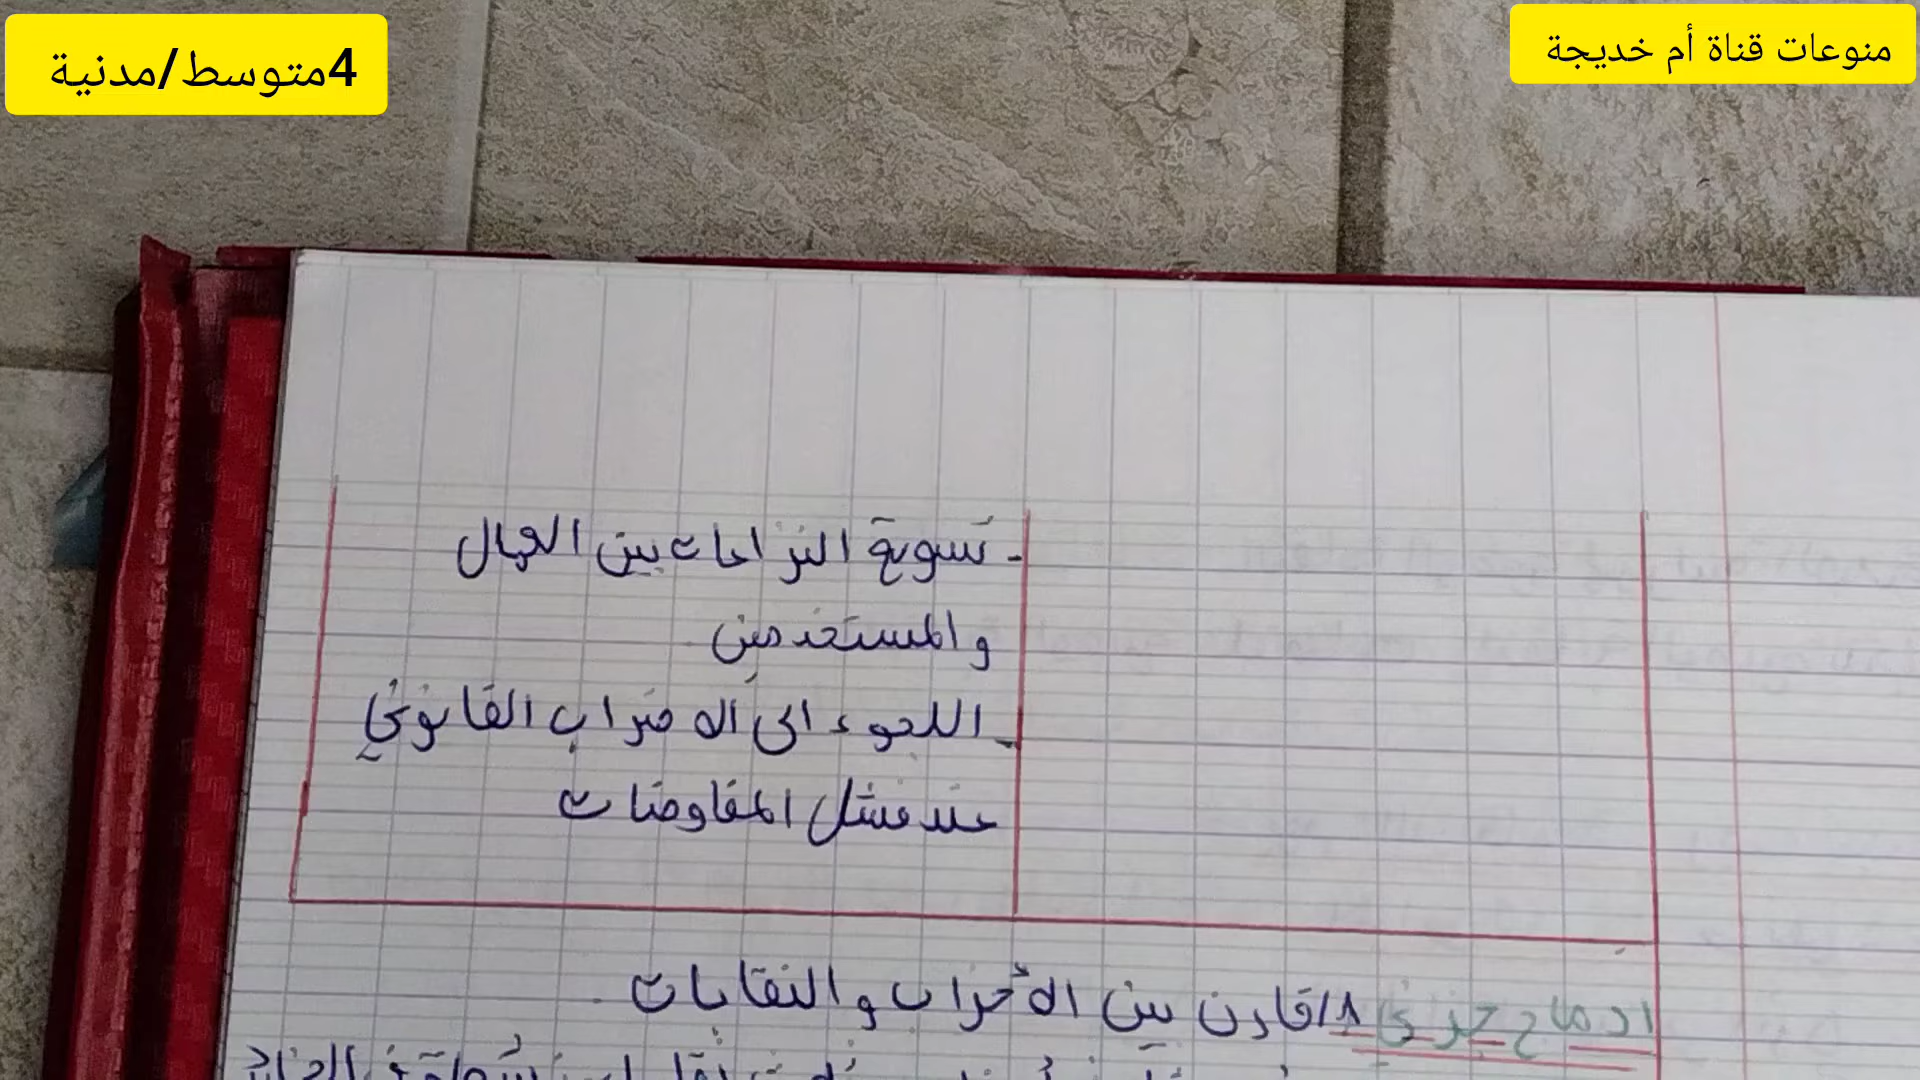 منوعات قناة أم خديجة
4متوسط/مدنية
- تسوية النزاعات بين العمال
والمستخدمين
- اللجوء الى الاضراب القانوني
عند فشل المفاوضات
ادماج جزئي 1/ قارن بين الأحزاب والنقابات